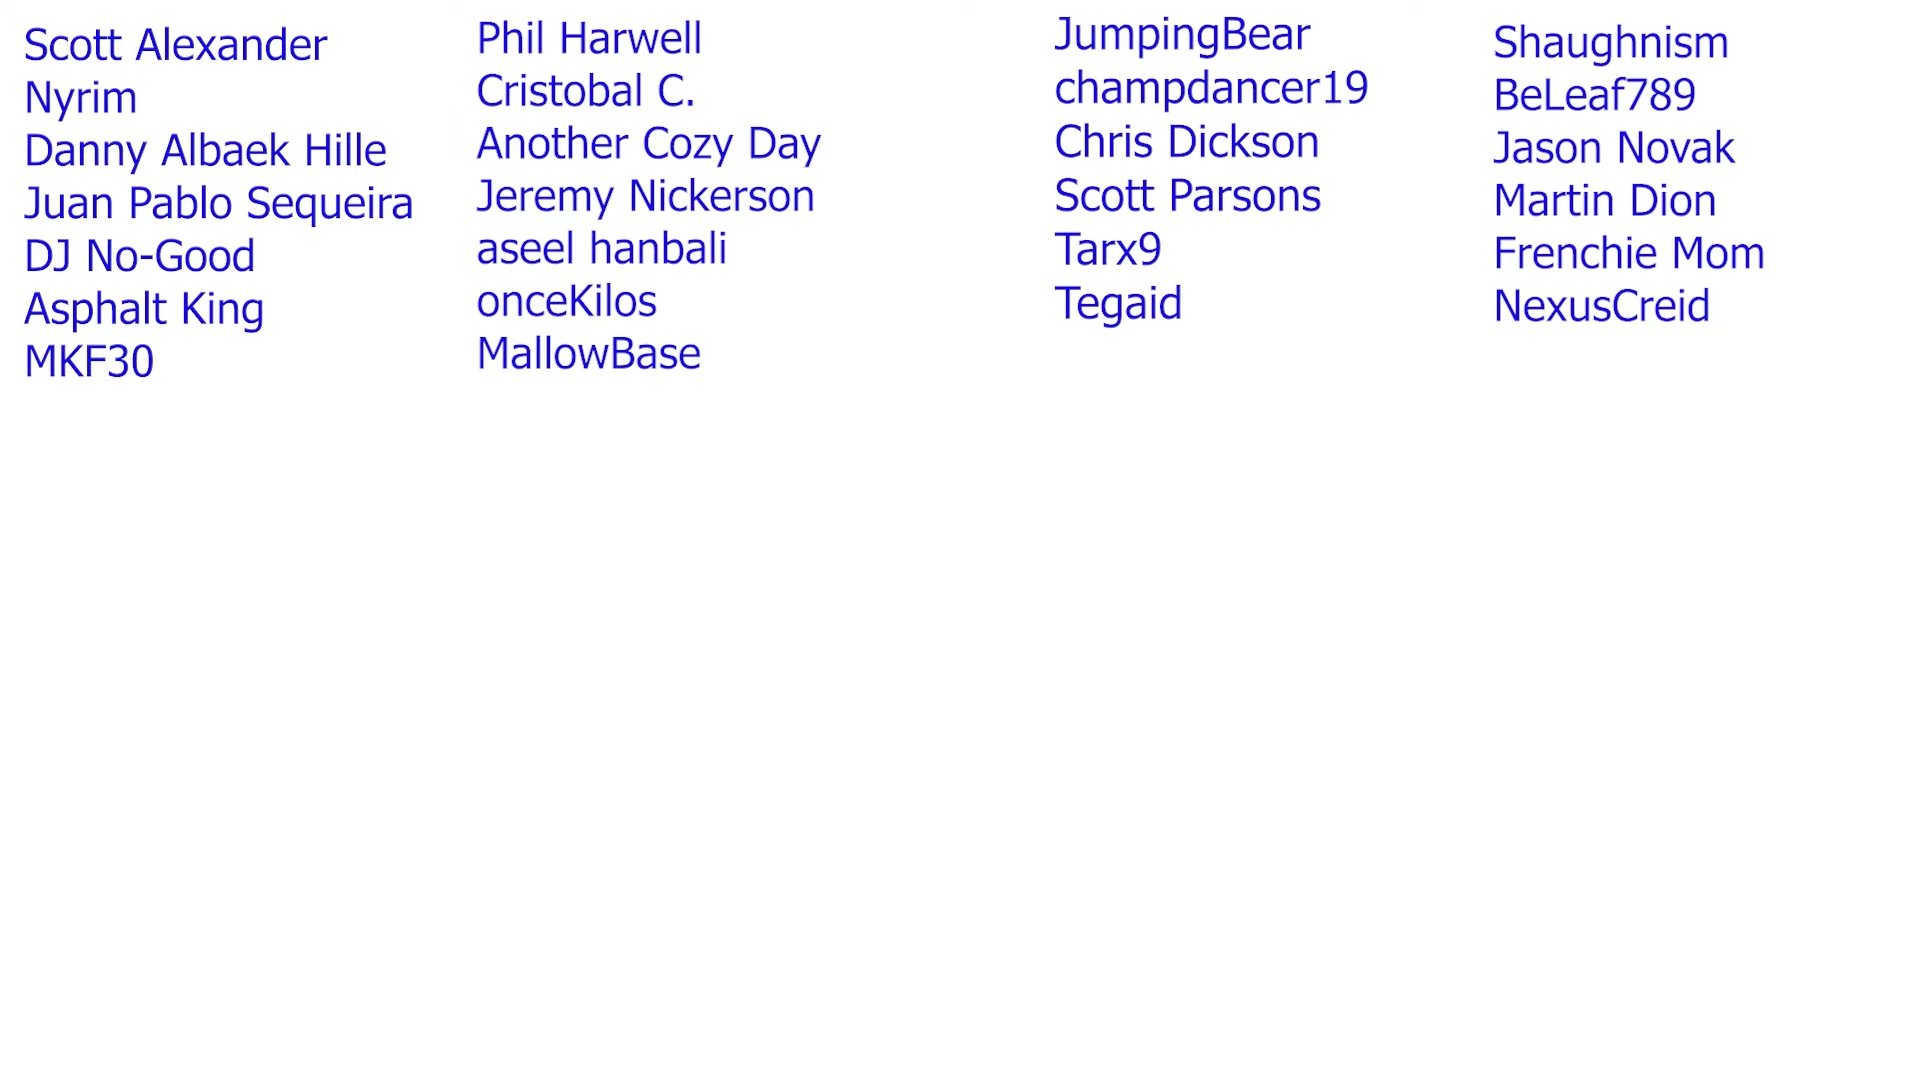 Scott Alexander
Nyrim
Danny Albaek Hille
Juan Pablo Sequeira
DJ No-Good
Asphalt King
MKF30
Phil Harwell
Cristobal C.
Another Cozy Day
Jeremy Nickerson
aseel hanbali
onceKilos
MallowBase
JumpingBear
champdancer19
Chris Dickson
Scott Parsons
Tarx9
Tegaid
Shaughnism
BeLeaf789
Jason Novak
Martin Dion
Frenchie Mom
NexusCreid